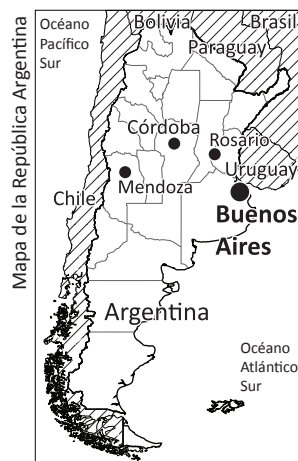 Mapa de la República Argentina
Océano
Pacífico
Sur
Bolivia
Brasil
Paraguay
Córdoba
Rosario
Uruguay
Mendoza
Chile
Buenos
Aires
Argentina
Océano
Atlántico
Sur